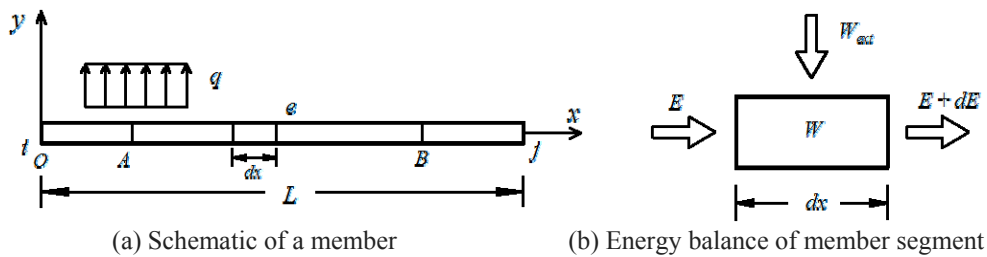 y
q
e
x
i
O
A
dx
B
j
L
(a) Schematic of a member
W_ext
E
W
E + dE
dx
(b) Energy balance of member segment